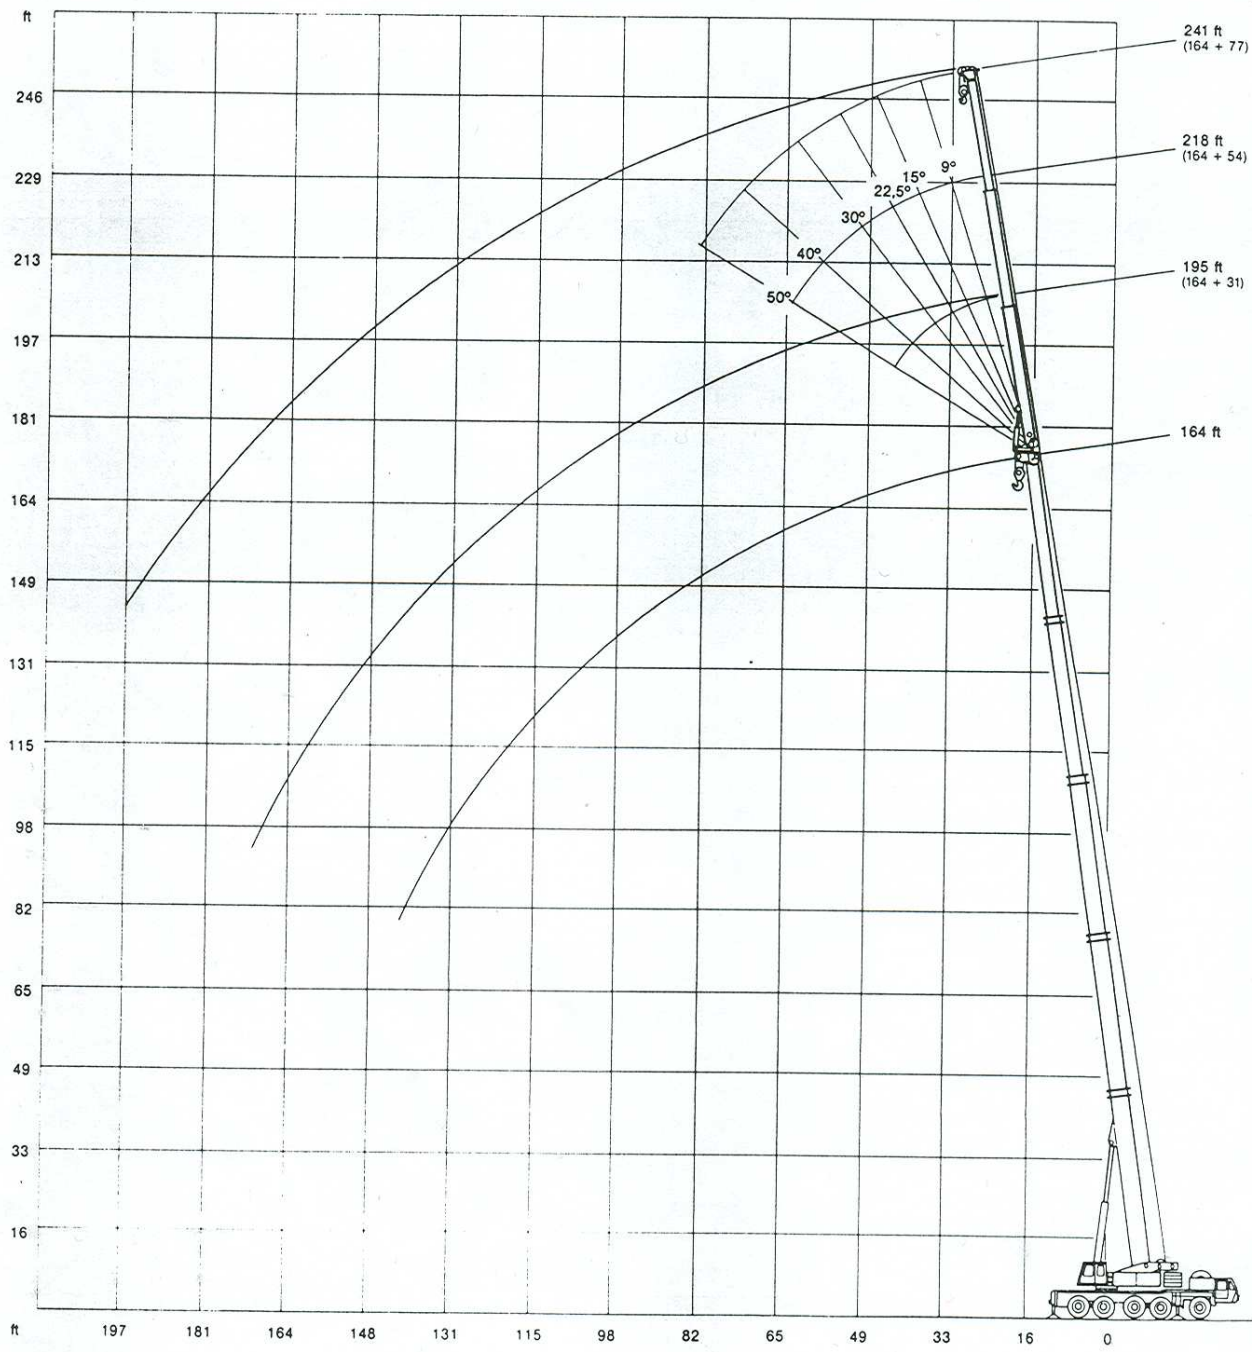 ft
241 ft
(164 + 77)
246
218 ft
(164 + 54)
229
9°
15°
22,5°
30°
213
40°
195 ft
(164 + 31)
50°
197
181
164 ft
164
149
131
115
98
82
65
49
33
16
ft 197 181 164 148 131 115 98 82 65 49 33 16 0